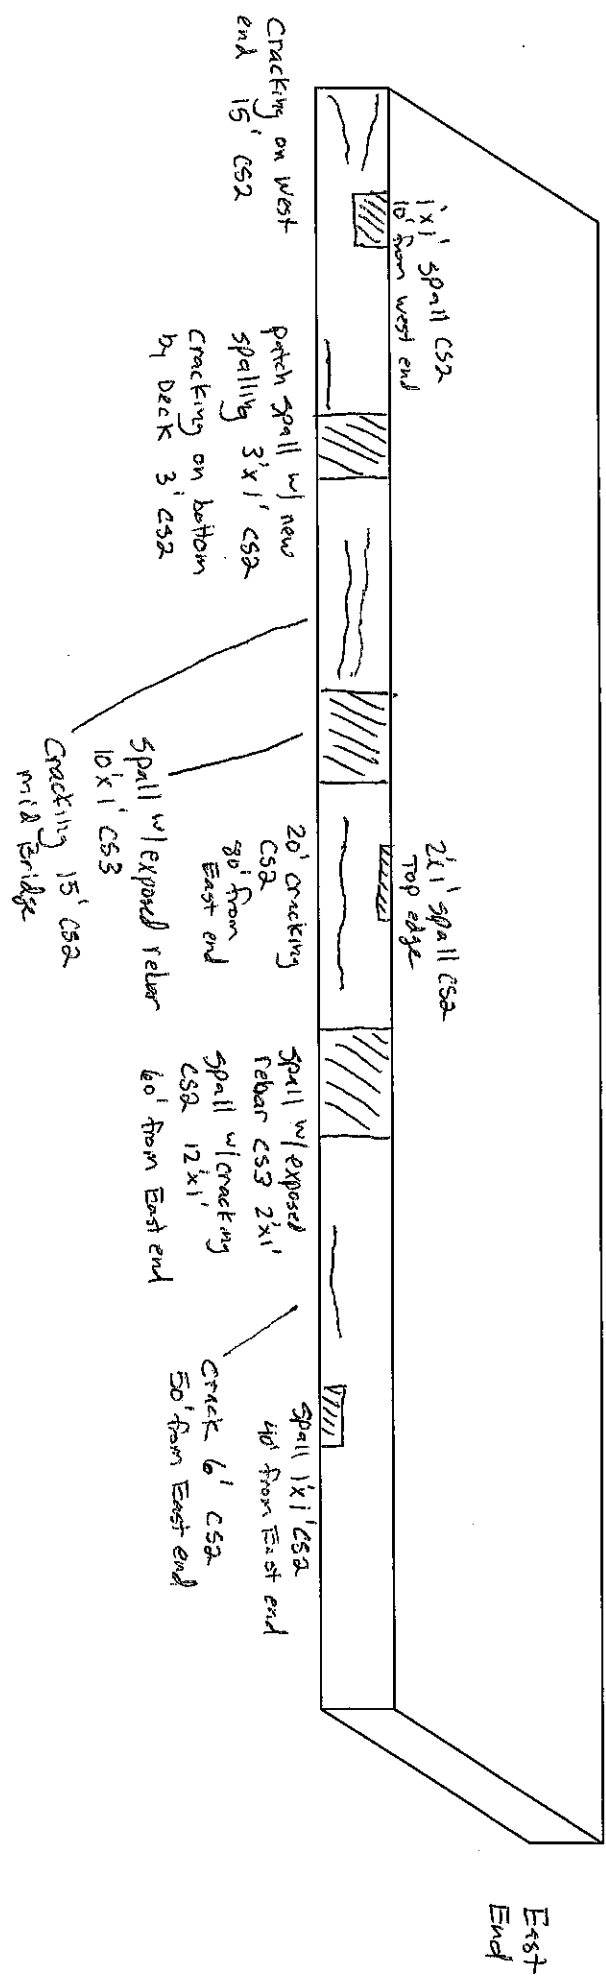 Cracking on west
end 15' CS2
1'x1' spall CS2
10' from west end
patch spall w/ new
spalling 3'x1' CS2
Cracking on bottom
by Deck 3' CS2
Spall w/exposed rebar
10'x1' CS3
Cracking 15' CS2
mid Bridge
2'x1' spall CS2
Top edge
20' cracking
CS2
80' from
East end
Spall w/exposed
rebar CS3 2'x1'
Spall w/cracking
CS2 12'x1'
60' from East end
Spall 1'x1' CS2
40' from East end
Crack 6' CS2
50' from East end
East
End